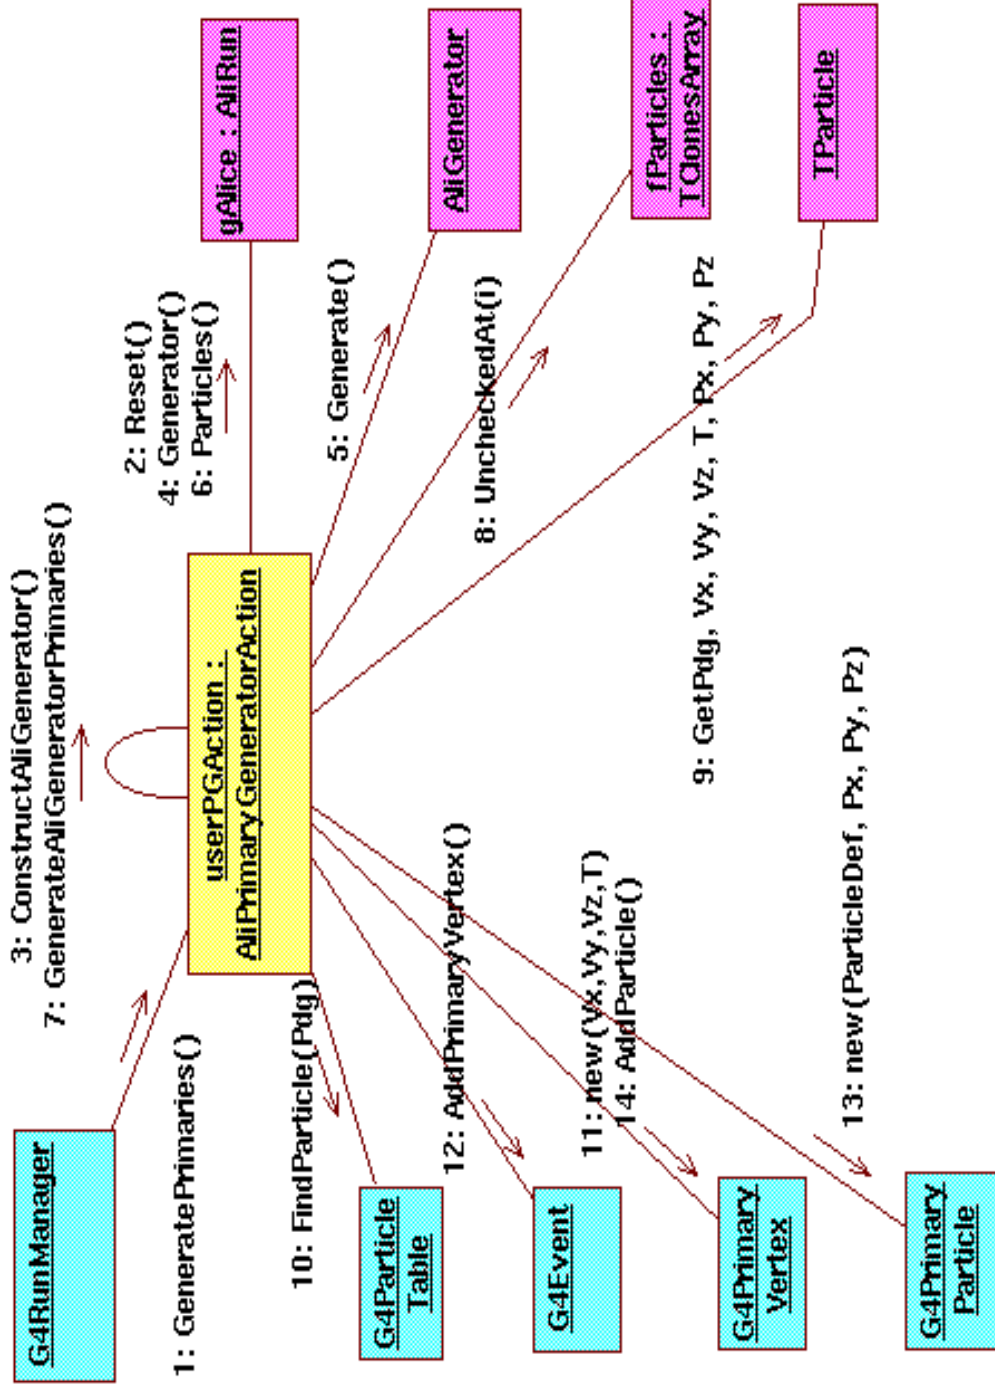 3: ConstructAliGenerator()
7: GenerateAliGeneratorPrimaries()
G4RunManager
1: GeneratePrimaries()
userPGAction :
AliPrimaryGeneratorAction
2: Reset()
4: Generator()
6: Particles()
gAlice : AliRun
10: FindParticle(Pdg)
5: Generate()
AliGenerator
G4Particle
Table
12: AddPrimaryVertex()
8: UncheckedAt(i)
G4Event
fParticles :
TClonesArray
11: new(Vx,Vy,Vz,T)
14: AddParticle()
9: GetPdg, Vx, Vy, Vz, T, Px, Py, Pz
G4Primary
Vertex
TParticle
13: new(ParticleDef, Px, Py, Pz)
G4Primary
Particle